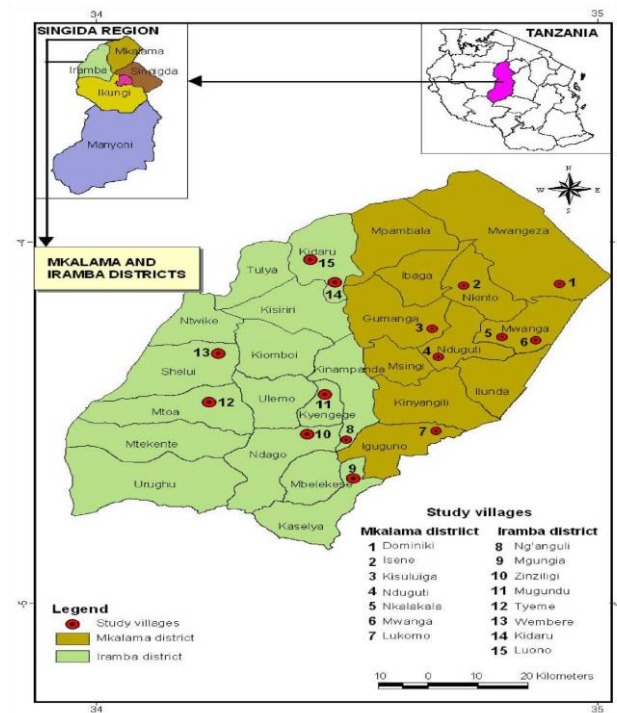 34
35
SINGIDA REGION
Mkalama
Iramba
Singigda
Ikungi
Manyoni
TANZANIA
N
W E
S
MKALAMA AND
IRAMBA DISTRICTS
Mpambala
Mwangeza
Kidaru
15
Tulya
14
Ibaga
2
1
Nkinto
Kisiriri
Gumanga
3
Ntwike
5
Mwanga
6
13
Kiomboi
4
Nduguti
Shelui
Kinampanda
Msingi
12
Ulemo
11
Kyengege
Kinyangili
Ilunda
Mtoa
10
8
7
Mtekente
Ndago
Iguguno
9
Urughu
Mbelekese
Kaselya
Study villages
Mkalama distrilict
1 Dominiki
2 Isene
3 Kisuluiga
4 Nduguti
5 Nkalakala
6 Mwanga
7 Lukomo
Iramba district
8 Ng'anguli
9 Mgungia
10 Zinziligi
11 Mugundu
12 Tyeme
13 Wembere
14 Kidaru
15 Luono
Legend
Study villages
Mkalama district
Iramba district
10 0 10 20 Kilometers
34
35